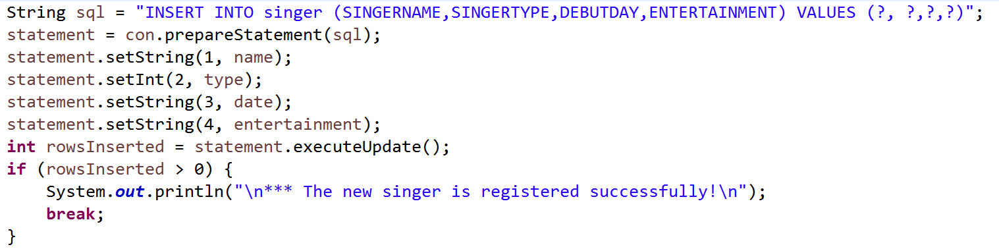 String sql = "INSERT INTO singer (SINGERNAME,SINGERTYPE,DEBUTDAY,ENTERTAINMENT) VALUES (?, ?,?,?)";
statement = con.prepareStatement(sql);
statement.setString(1, name);
statement.setInt(2, type);
statement.setString(3, date);
statement.setString(4, entertainment);
int rowsInserted = statement.executeUpdate();
if (rowsInserted > 0) {
    System.out.println("\n*** The new singer is registered successfully!\n");
    break;
}